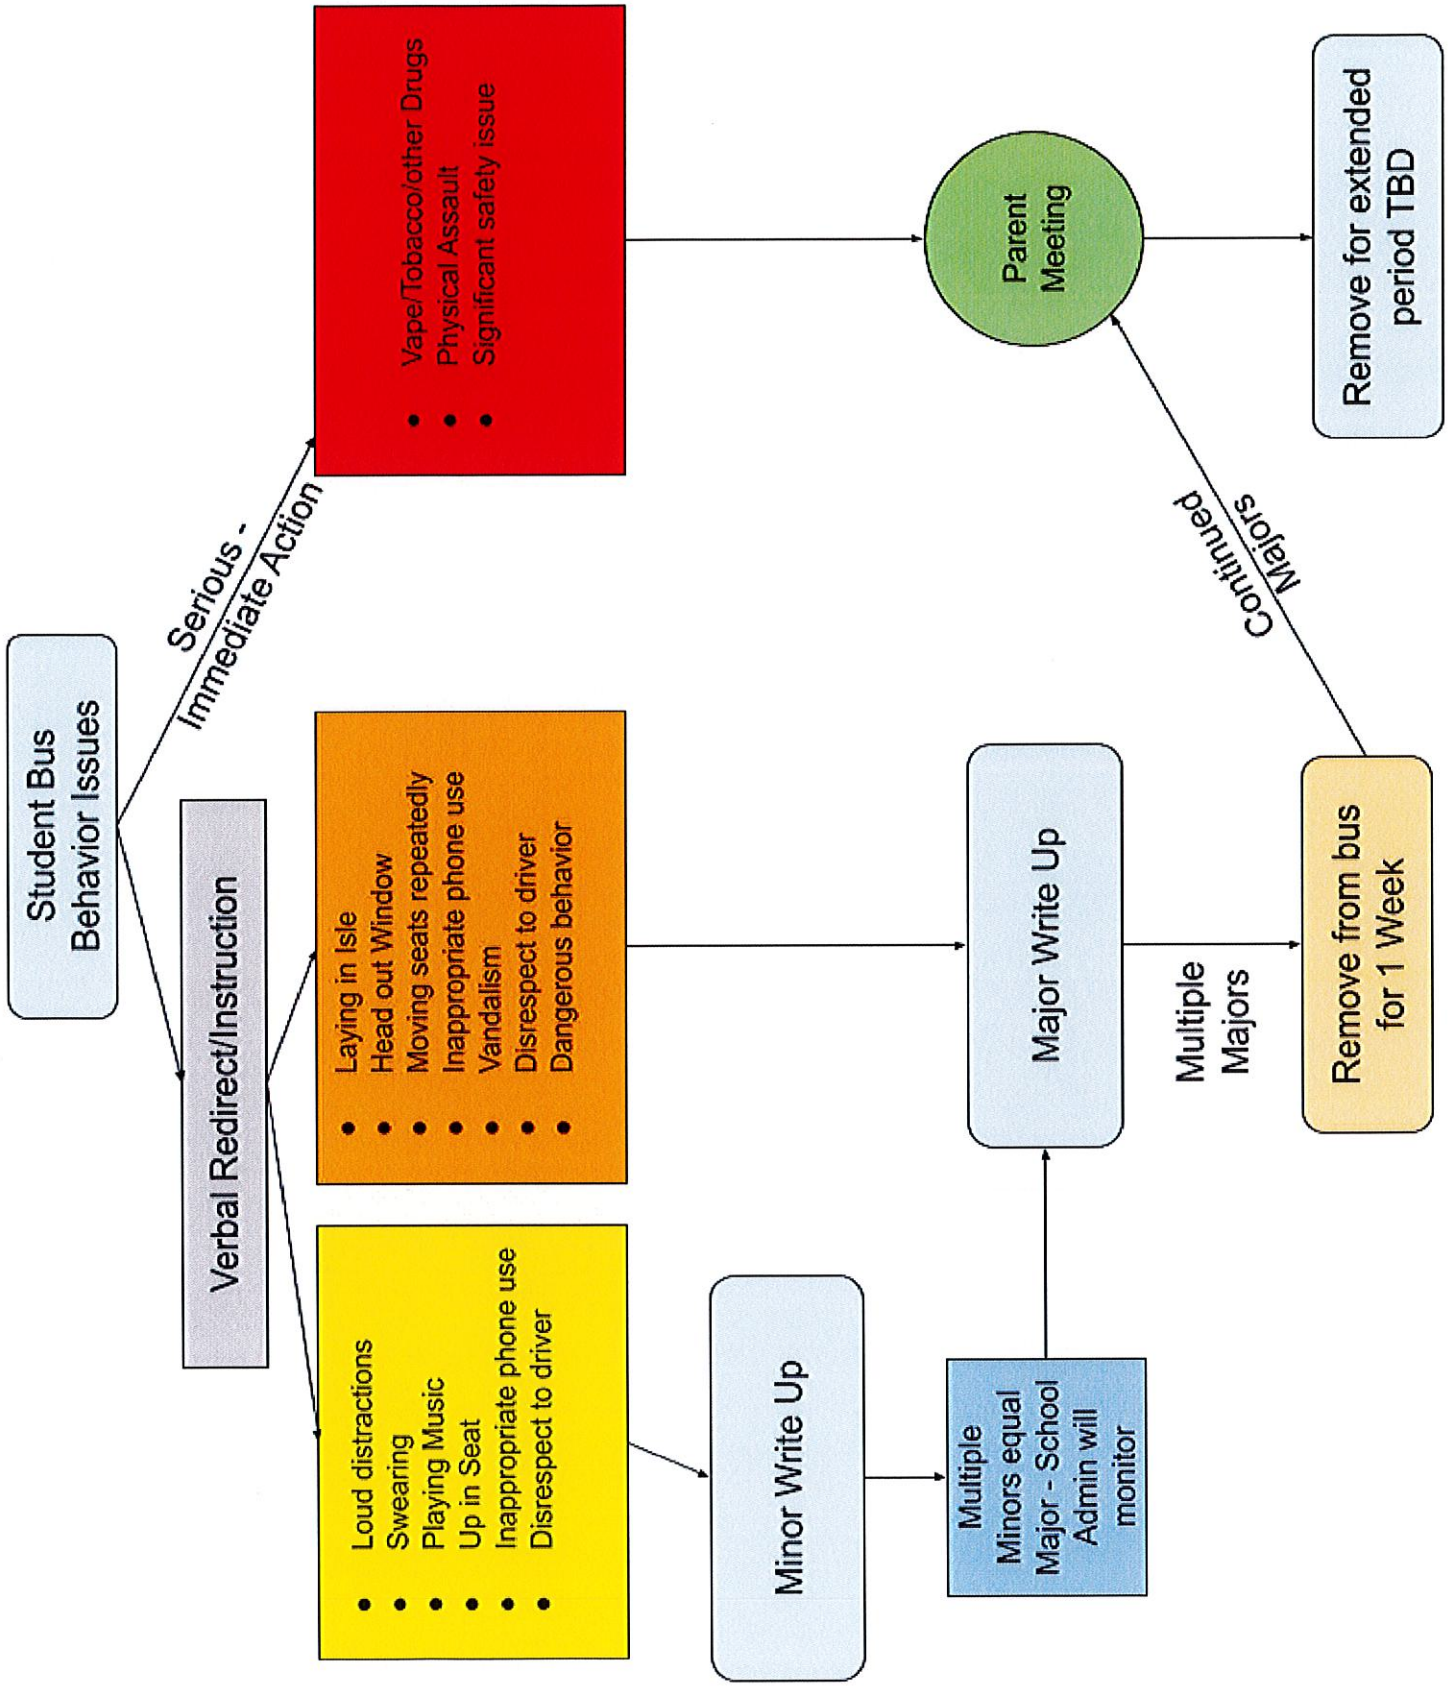 Student Bus
Behavior Issues
Serious -
Immediate Action
Verbal Redirect/Instruction
Loud distractions
Swearing
Playing Music
Up in Seat
Inappropriate phone use
Disrespect to driver
Laying in Isle
Head out Window
Moving seats repeatedly
Inappropriate phone use
Vandalism
Disrespect to driver
Dangerous behavior
Vape/Tobacco/other Drugs
Physical Assault
Significant safety issue
Minor Write Up
Multiple
Minors equal
Major - School
Admin will
monitor
Major Write Up
Multiple
Majors
Remove from bus
for 1 Week
Continued
Majors
Parent
Meeting
Remove for extended
period TBD